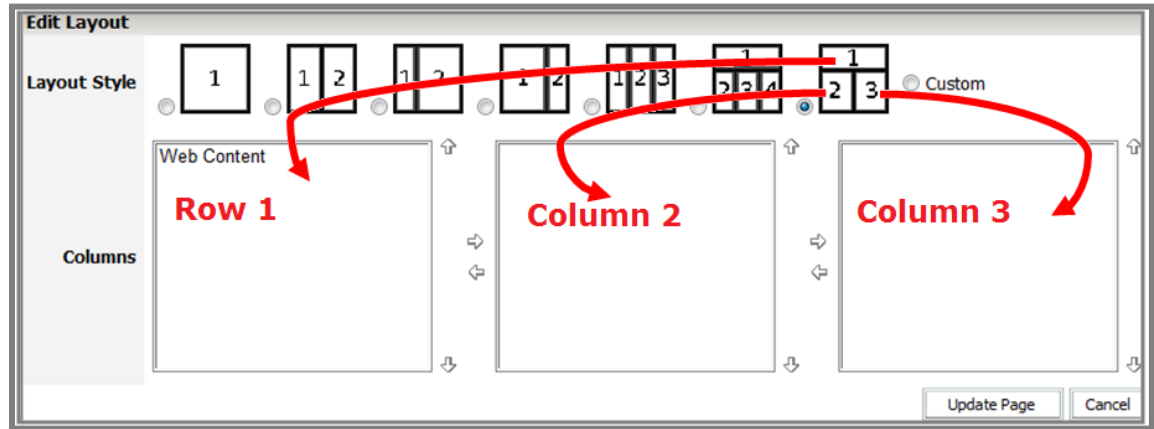 Edit Layout
Layout Style
1
1 2
1 2
1 2
1 2 3
1
2 3 4
1
2 3
Custom
Columns
Web Content
Row 1
Column 2
Column 3
Update Page
Cancel